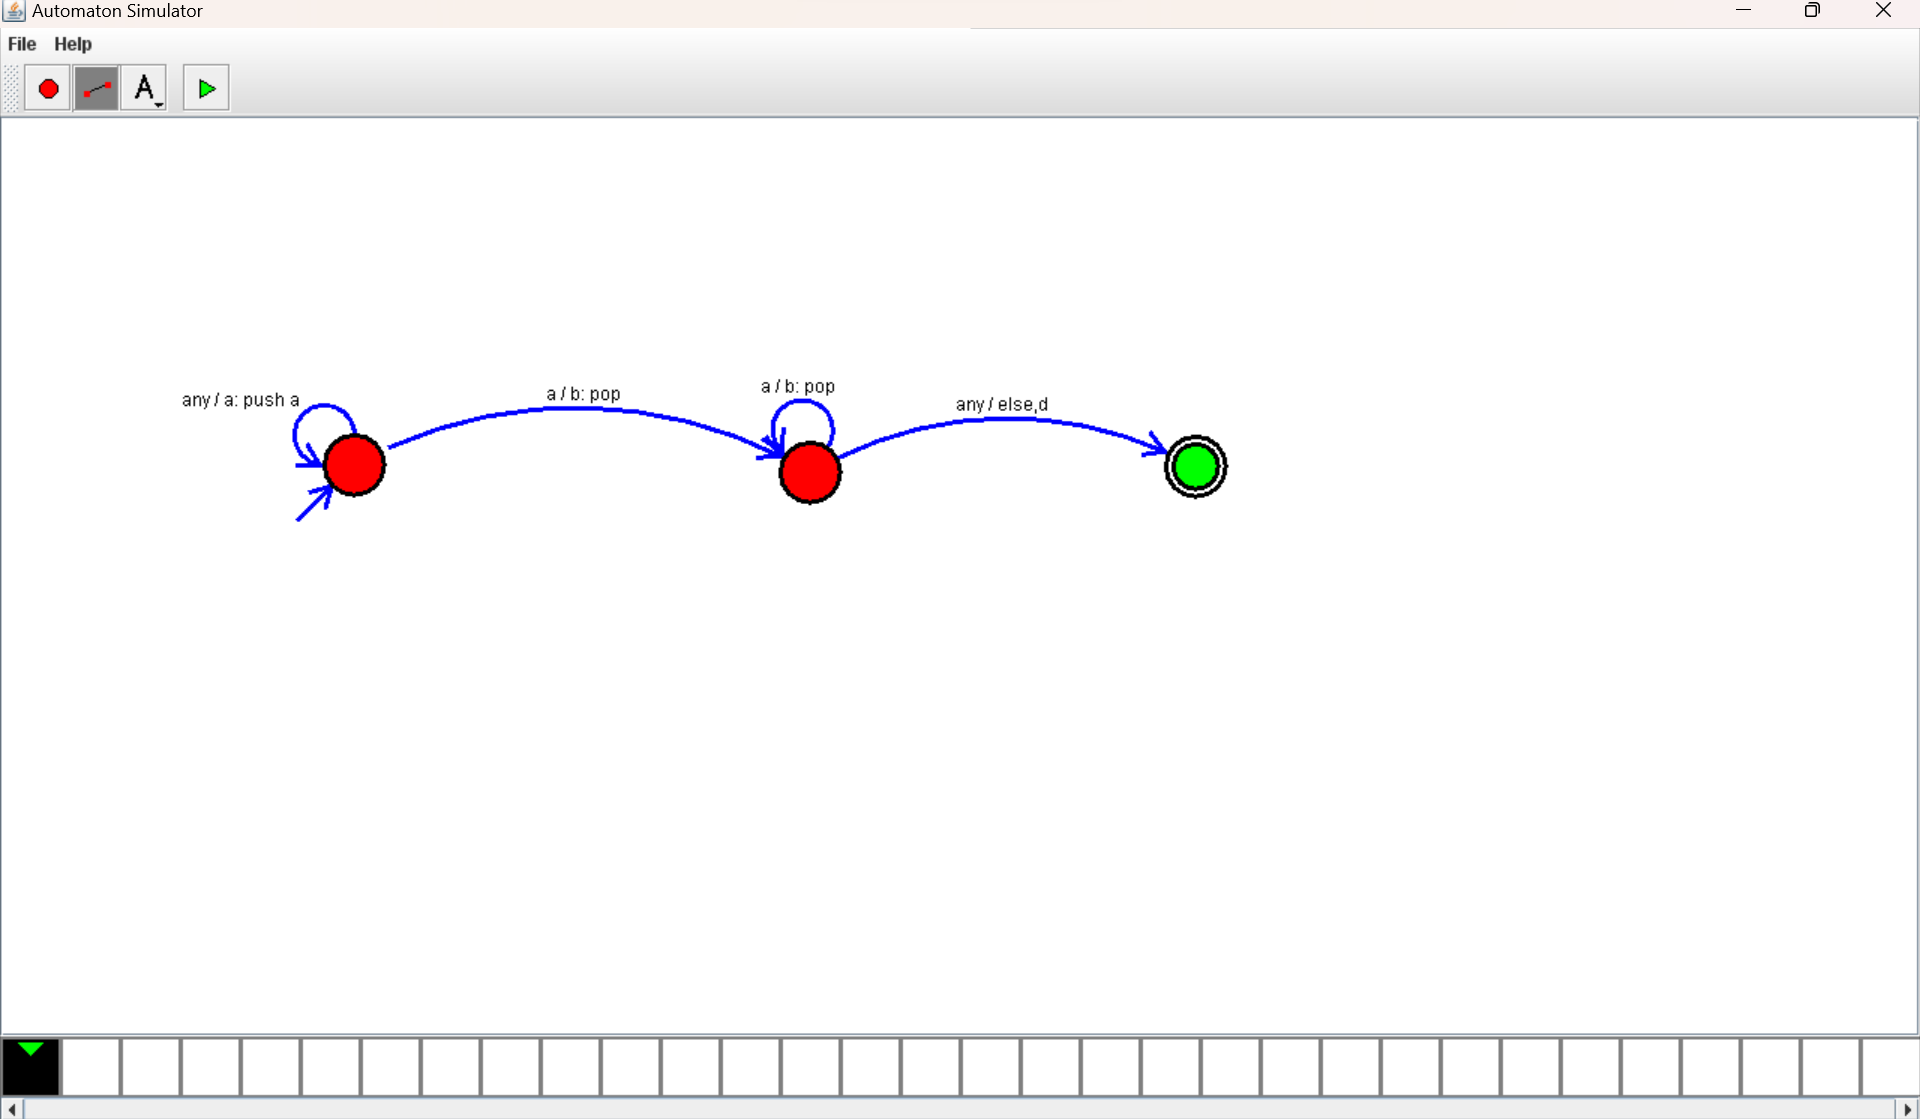 Automaton Simulator
File Help
A
a / b: pop
any / a: push a
a / b: pop
any / else,d